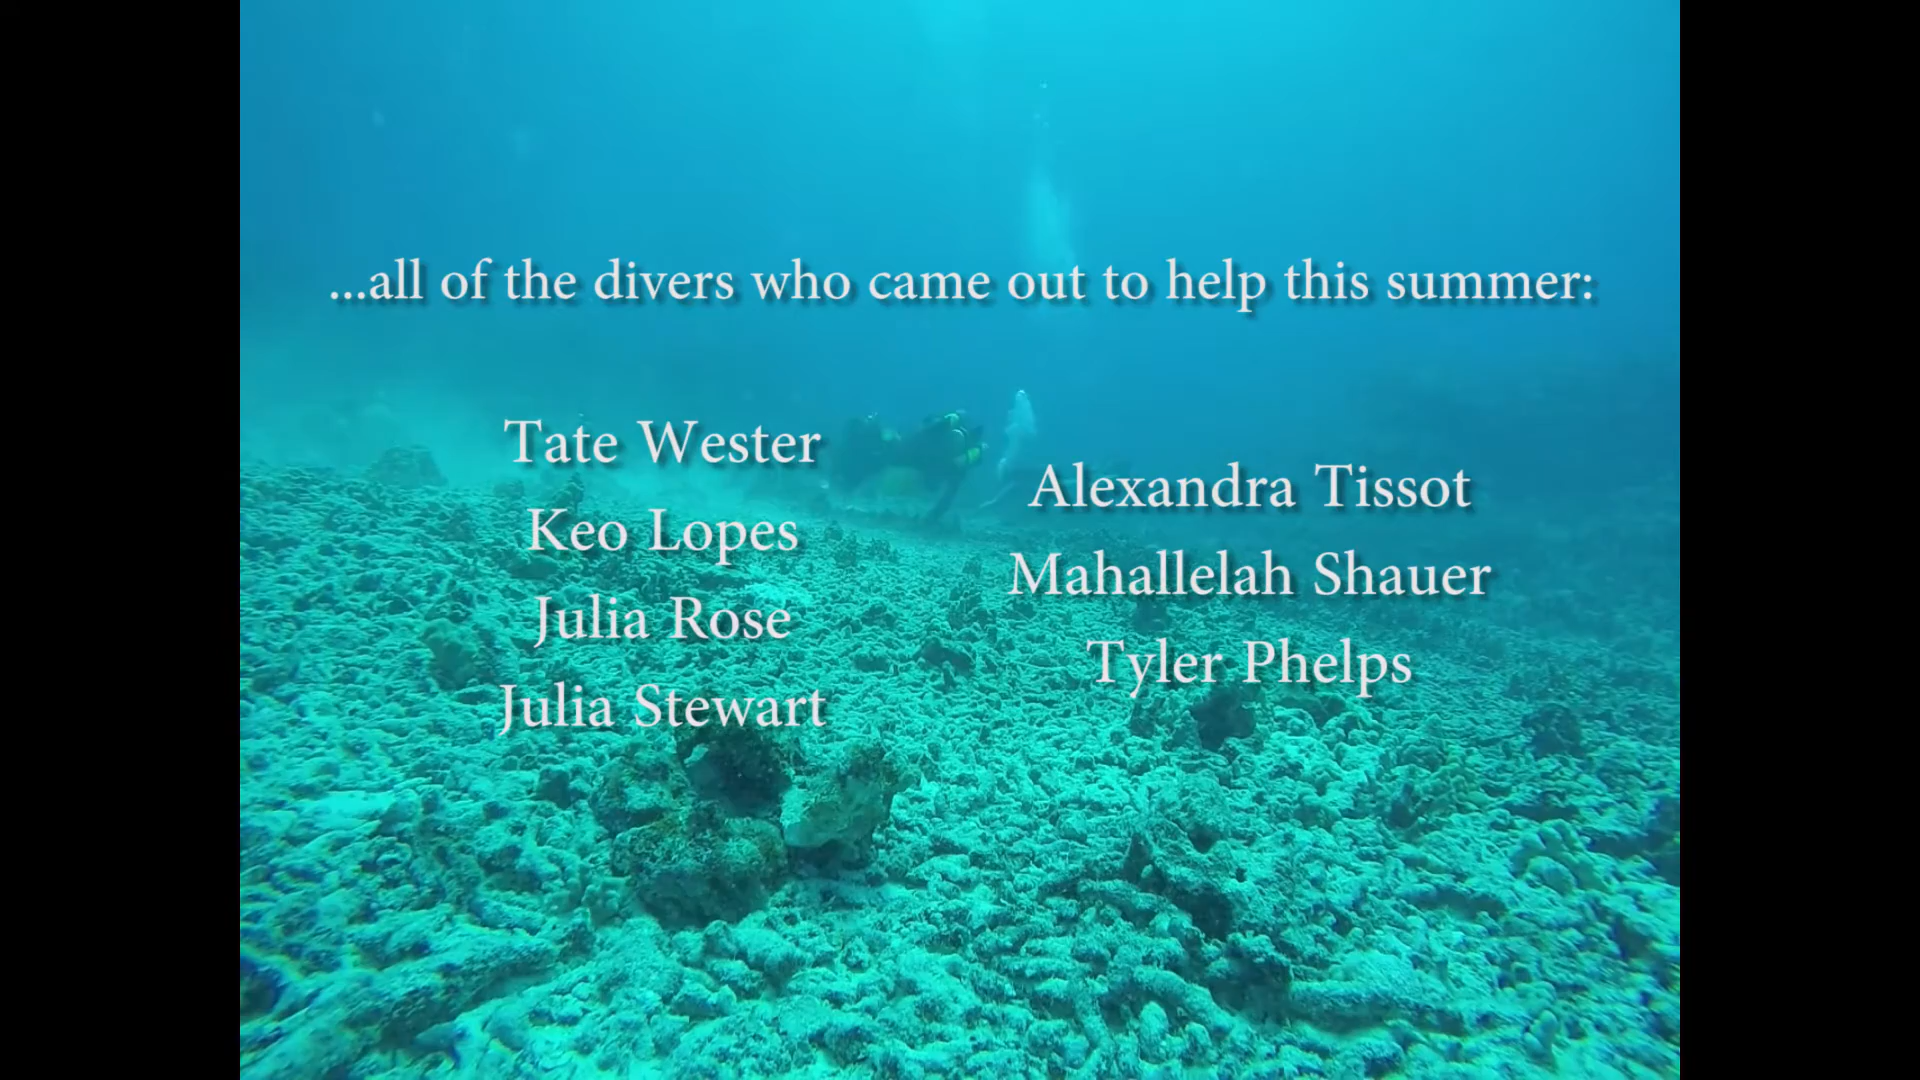 ...all of the divers who came out to help this summer:
Tate Wester
Keo Lopes
Julia Rose
Julia Stewart
Alexandra Tissot
Mahallelah Shauer
Tyler Phelps